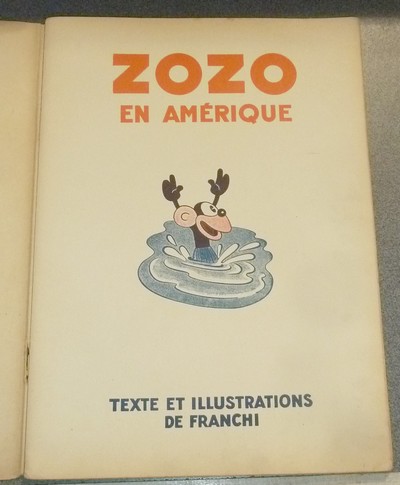 ZOZO
EN AMÉRIQUE
TEXTE ET ILLUSTRATIONS
DE FRANCHI